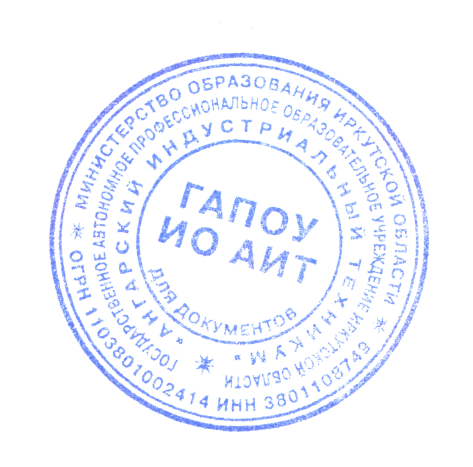 МИНИСТЕРСТВО ОБРАЗОВАНИЯ ИРКУТСКОЙ ОБЛАСТИ
* ОГРН 1103801002414 ИНН 3801108743 *
ГОСУДАРСТВЕННОЕ АВТОНОМНОЕ ПРОФЕССИОНАЛЬНОЕ ОБРАЗОВАТЕЛЬНОЕ УЧРЕЖДЕНИЕ ИРКУТСКОЙ ОБЛАСТИ *
"АНГАРСКИЙ ИНДУСТРИАЛЬНЫЙ ТЕХНИКУМ"
ГАПОУ
ИО АИТ
ДЛЯ ДОКУМЕНТОВ